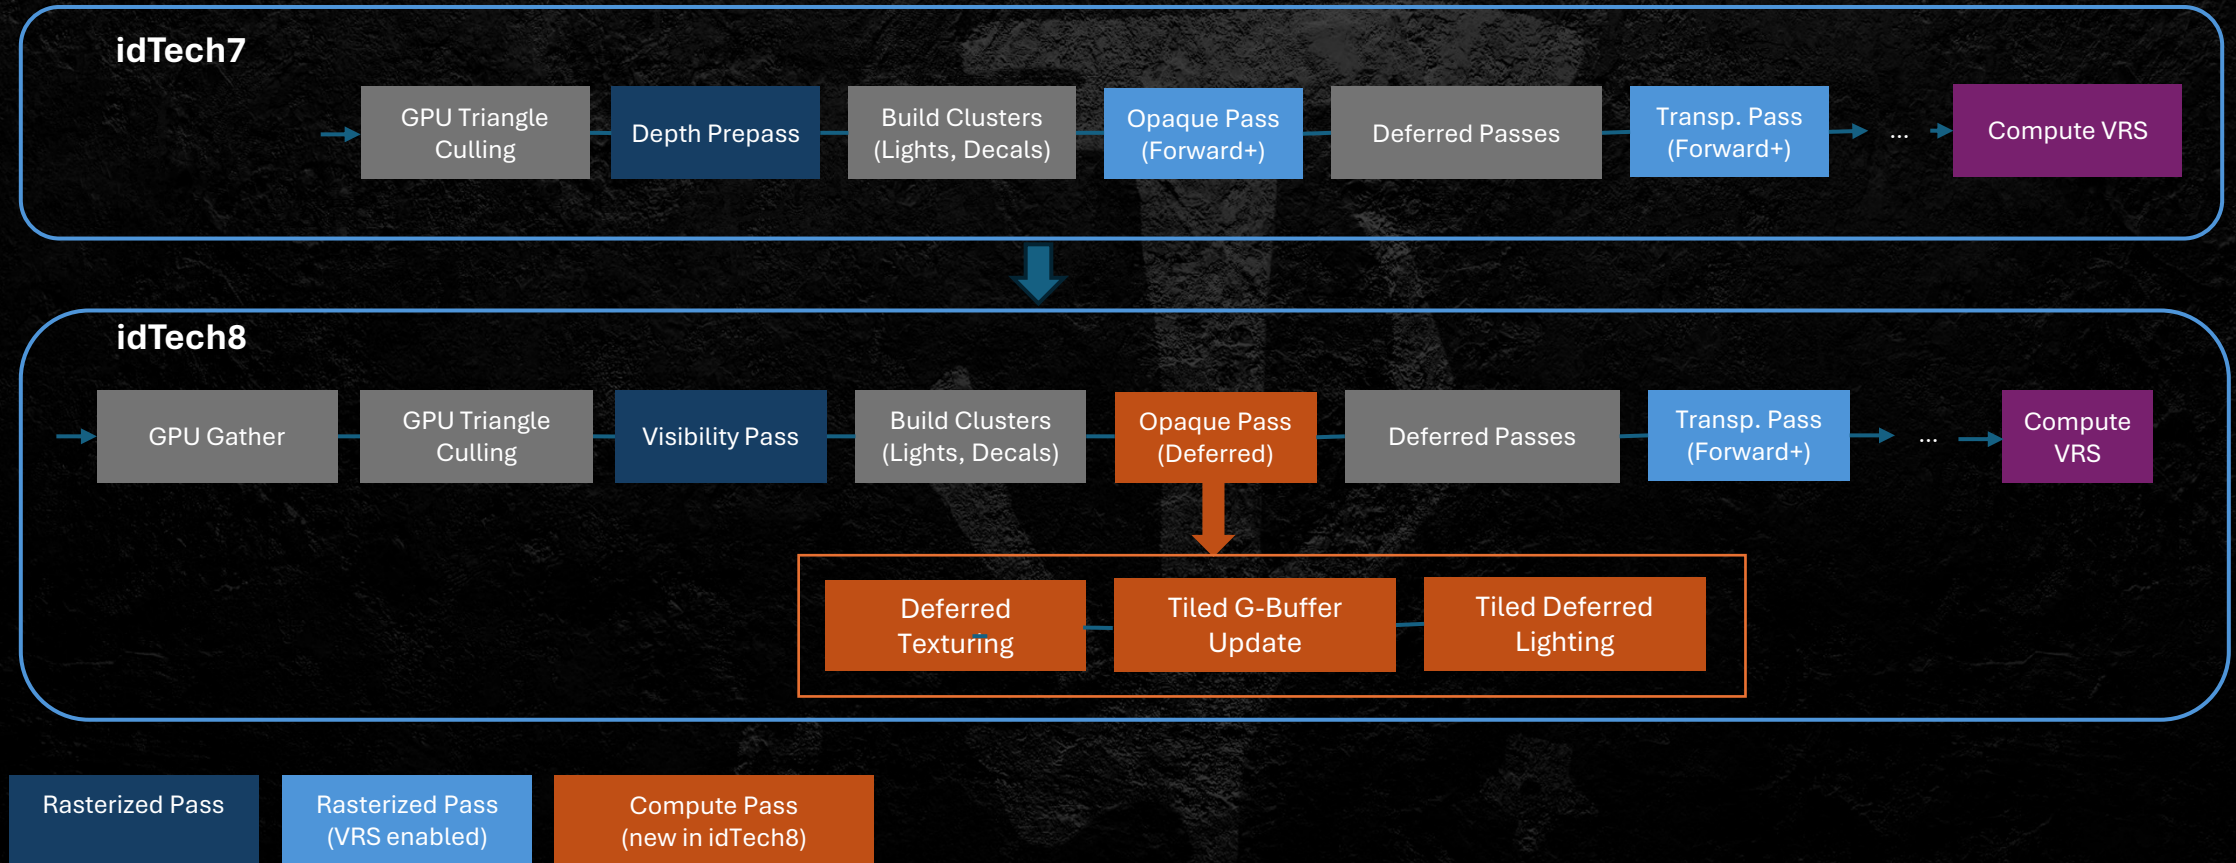 idTech7
GPU Triangle
Culling
Depth Prepass
Build Clusters
(Lights, Decals)
Opaque Pass
(Forward+)
Deferred Passes
Transp. Pass
(Forward+)
...
Compute VRS
idTech8
GPU Gather
GPU Triangle
Culling
Visibility Pass
Build Clusters
(Lights, Decals)
Opaque Pass
(Deferred)
Deferred Passes
Transp. Pass
(Forward+)
...
Compute
VRS
Deferred
Texturing
Tiled G-Buffer
Update
Tiled Deferred
Lighting
Rasterized Pass
Rasterized Pass
(VRS enabled)
Compute Pass
(new in idTech8)